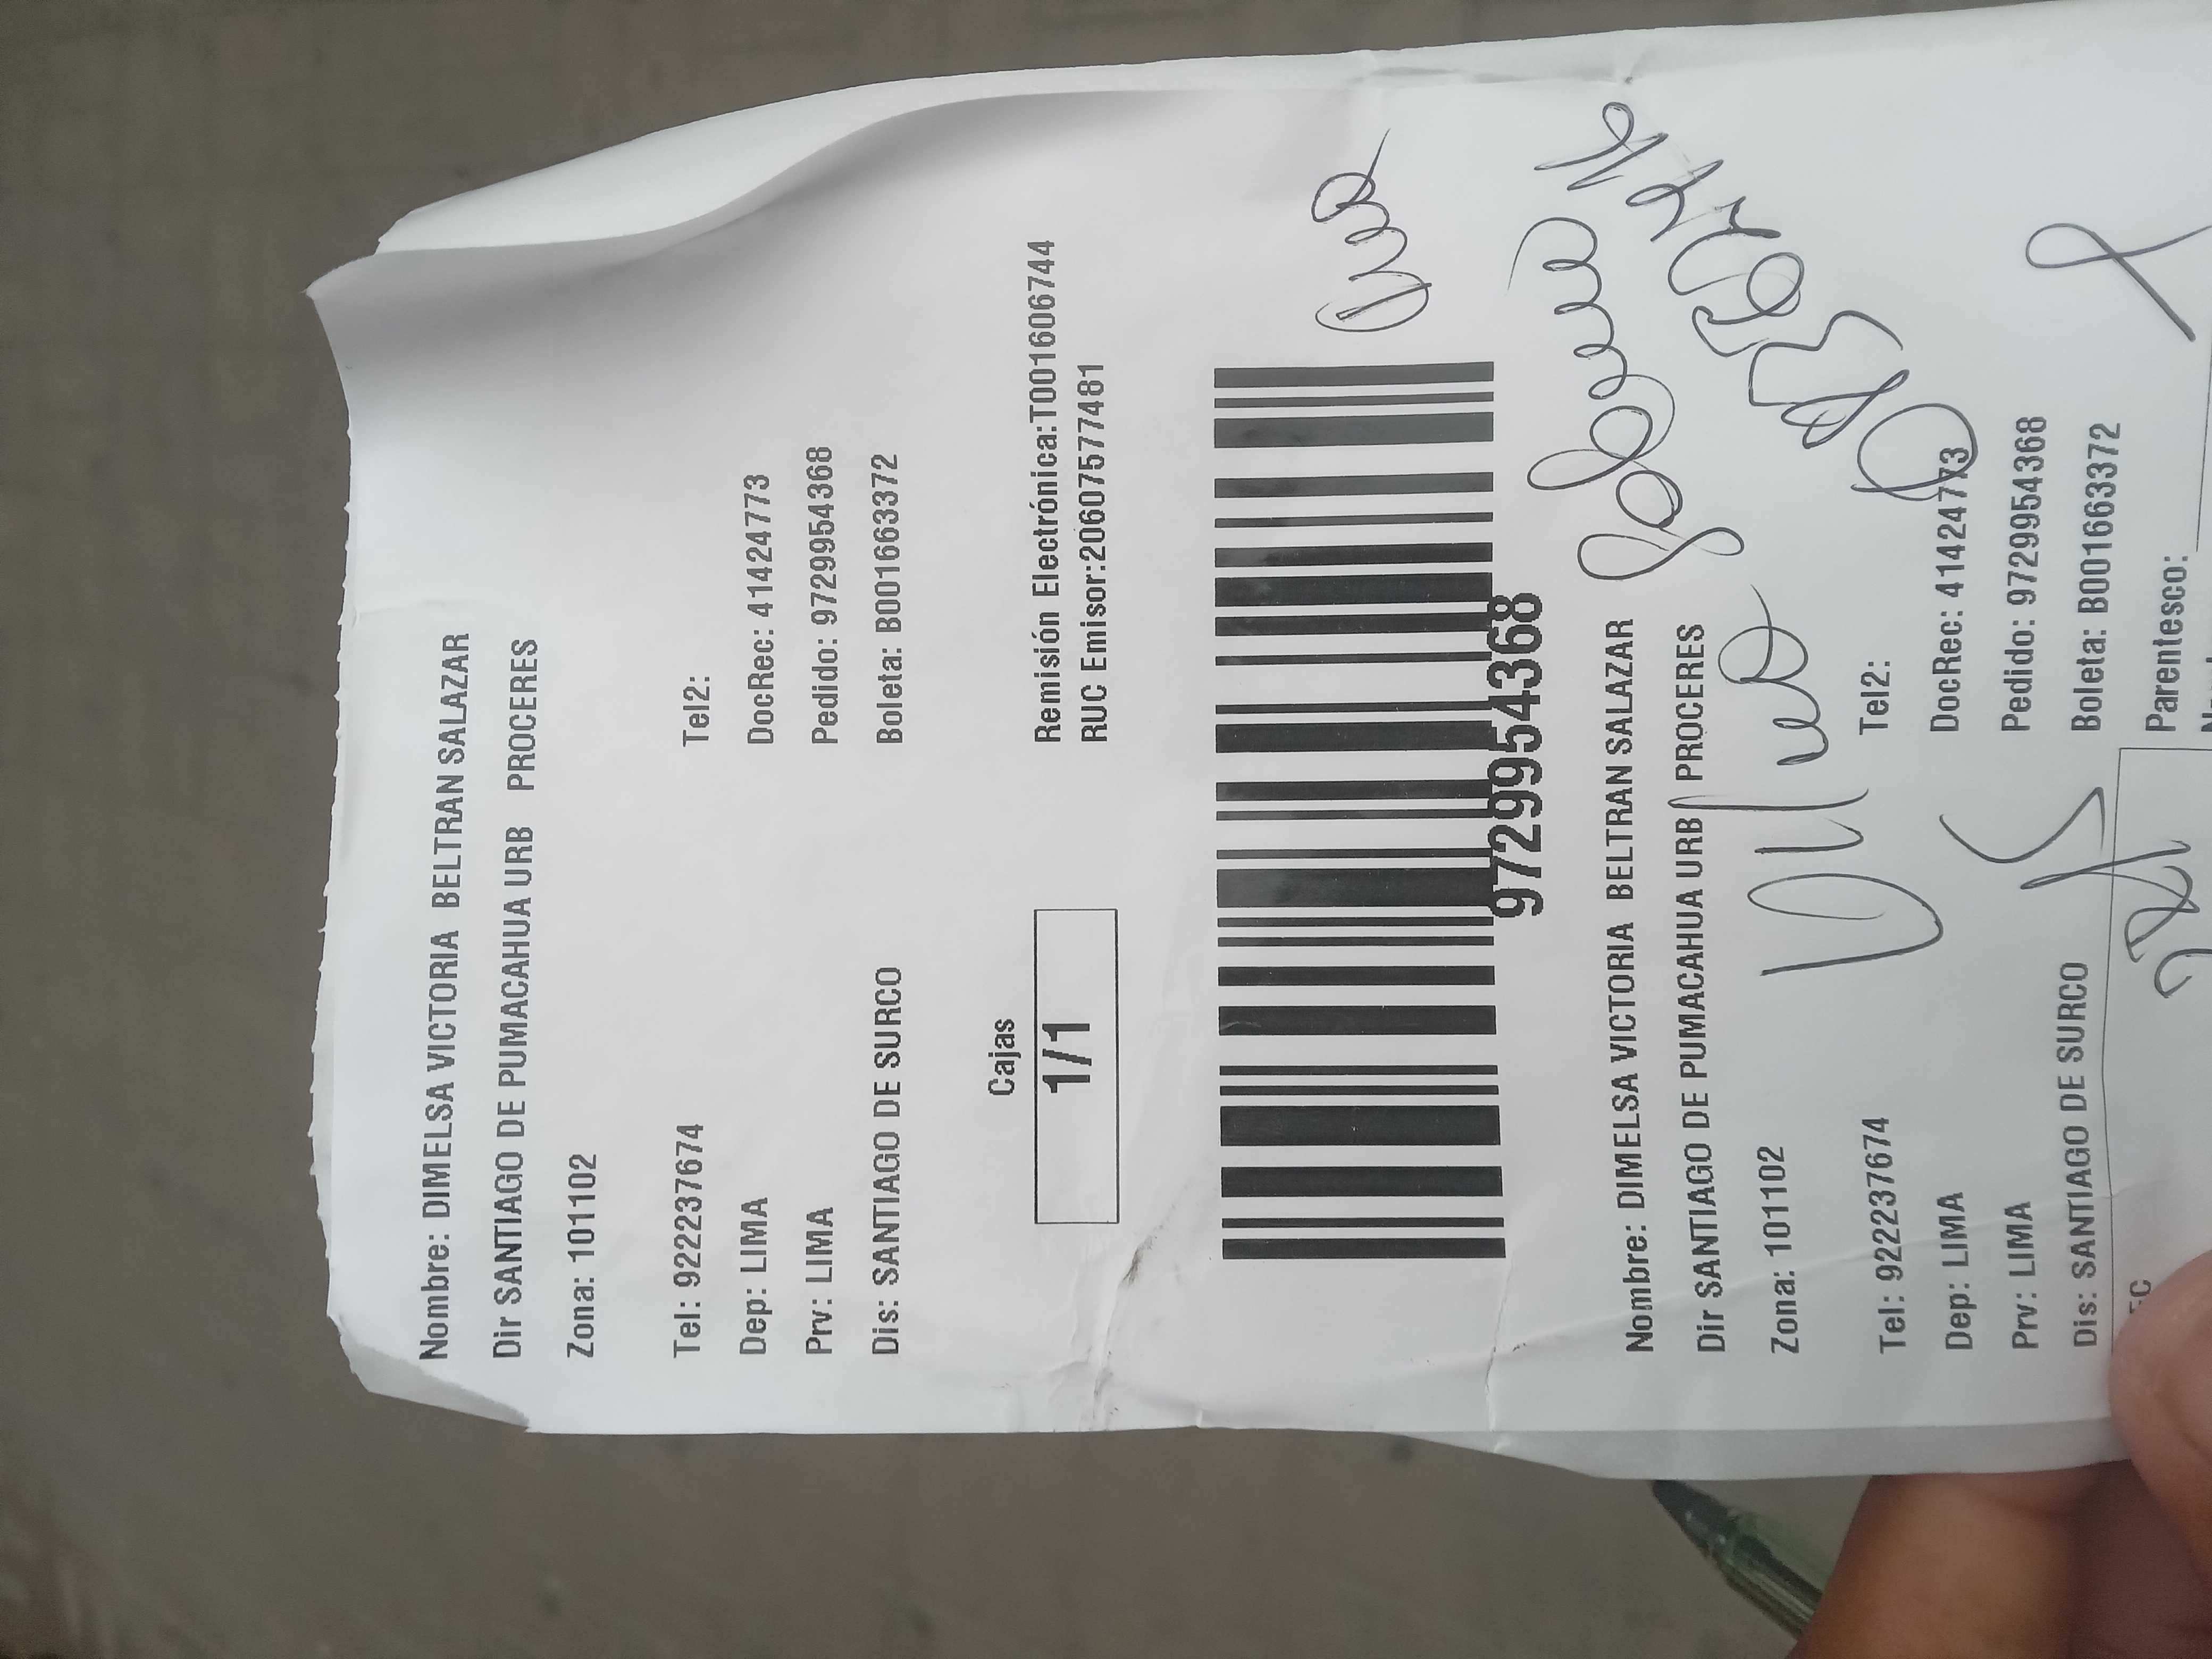 Nombre: DIMELSA VICTORIA BELTRAN SALAZAR
Dir SANTIAGO DE PUMACAHUA URB PROCERES
Zona: 101102
Tel: 922237674 Tel2:
Dep: LIMA DocRec: 41424773
Prv: LIMA Pedido: 9729954368
Dis: SANTIAGO DE SURCO Boleta: B001663372
Cajas
1/1
Remisión Electrónica:T001606744
RUC Emisor:20607577481
9729954368
Nombre: DIMELSA VICTORIA BELTRAN SALAZAR
Dir SANTIAGO DE PUMACAHUA URB PROCERES
Zona: 101102
Tel: 922237674 Tel2:
Dep: LIMA DocRec: 41424773
Prv: LIMA Pedido: 9729954368
Dis: SANTIAGO DE SURCO Boleta: B001663372
Parentesco: